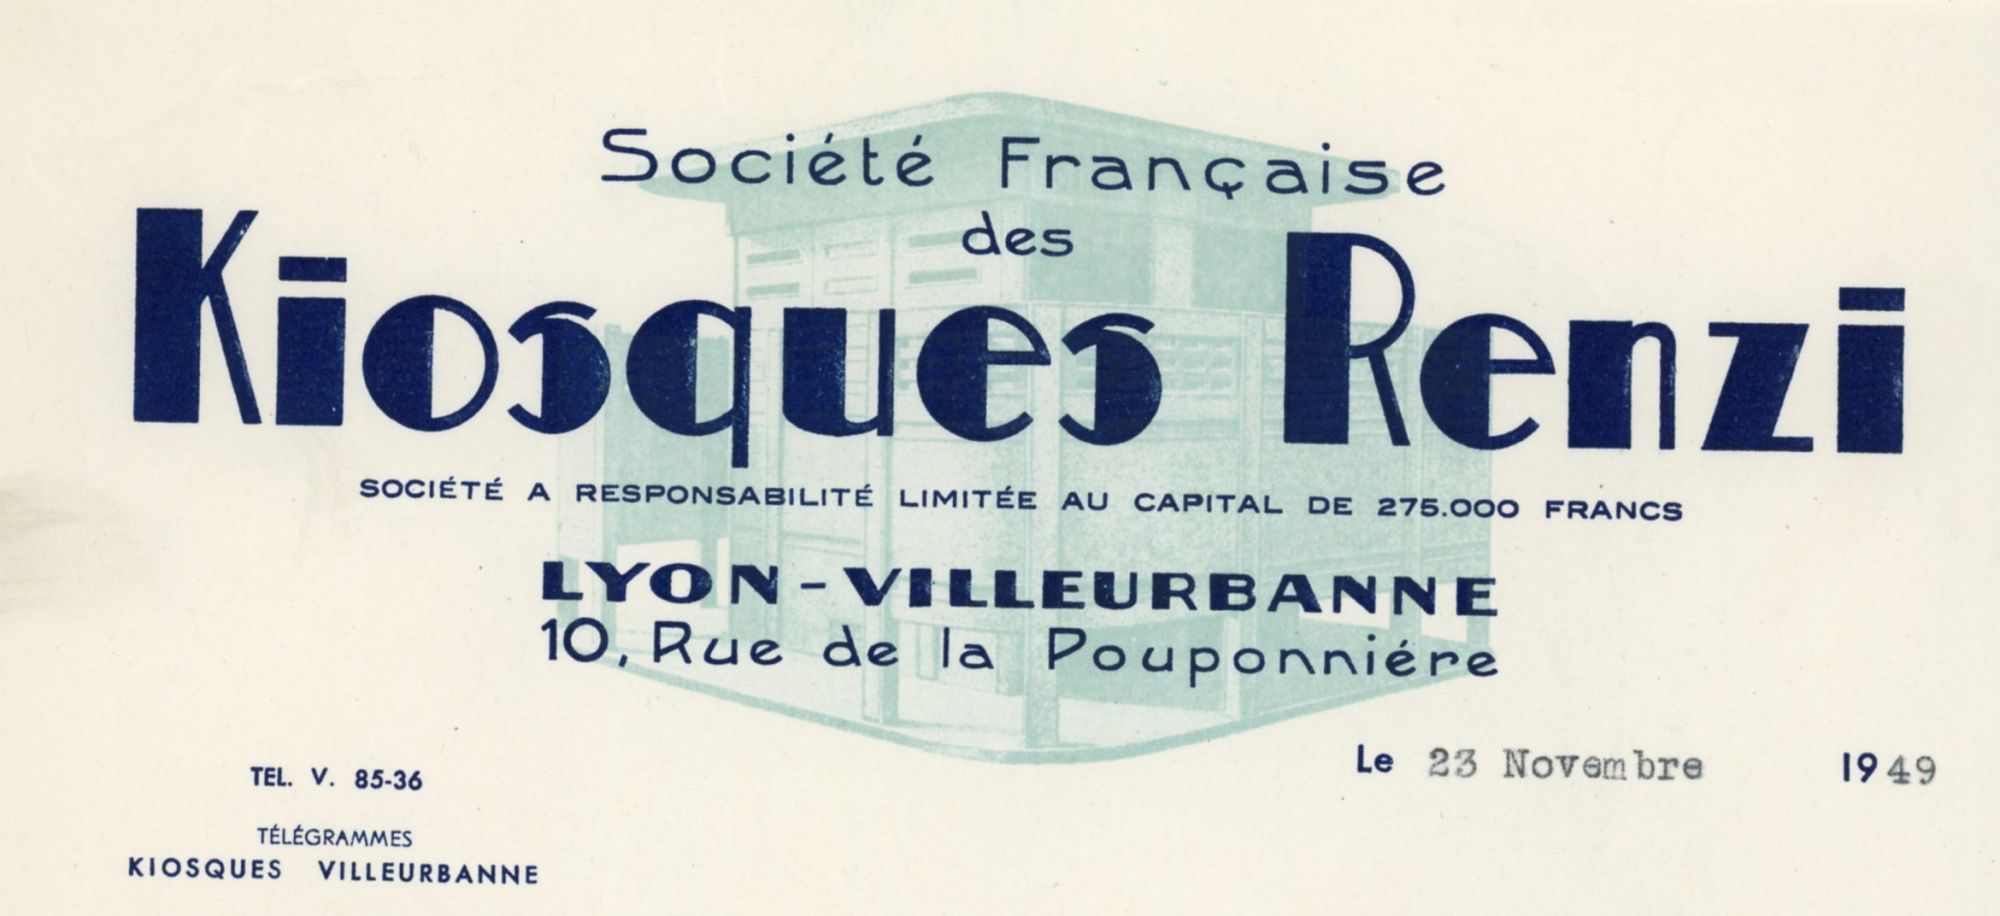 Société Française
des
Kiosques Renzi
SOCIÉTÉ A RESPONSABILITÉ LIMITÉE AU CAPITAL DE 275.000 FRANCS
LYON-VILLEURBANNE
10, Rue de la Pouponniére
Le 23 Novembre 1949
TEL. V. 85-36
TÉLÉGRAMMES
KIOSQUES VILLEURBANNE